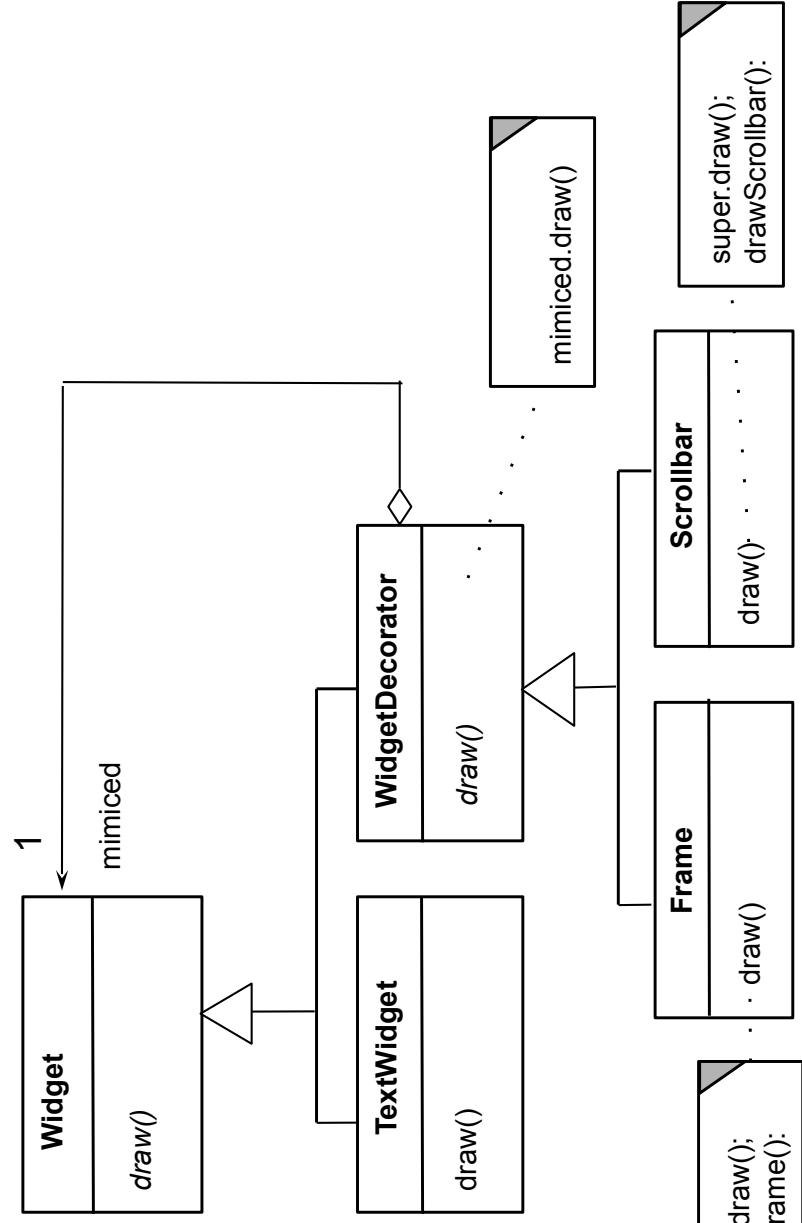 Widget
draw()
1
mimiced
TextWidget
draw()
WidgetDecorator
draw()
mimiced.draw()
Frame
draw()
Scrollbar
draw()
super.draw();
drawScrollbar():
draw();
rame():